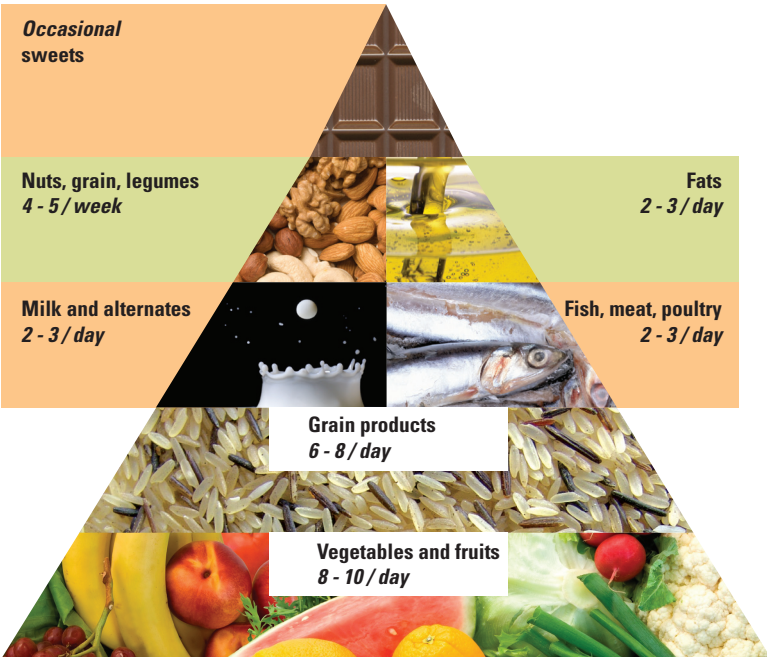 Occasional
sweets
Nuts, grain, legumes
4 - 5 / week
Fats
2 - 3 / day
Milk and alternates
2 - 3 / day
Fish, meat, poultry
2 - 3 / day
Grain products
6 - 8 / day
Vegetables and fruits
8 - 10 / day